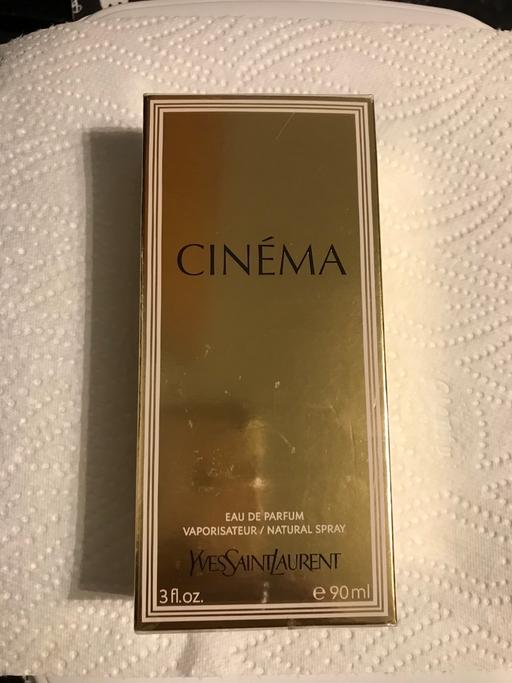 CINÉMA
EAU DE PARFUM
VAPORISATEUR / NATURAL SPRAY
YVESSAINTLAURENT
3 fl.oz. ℮ 90 ml